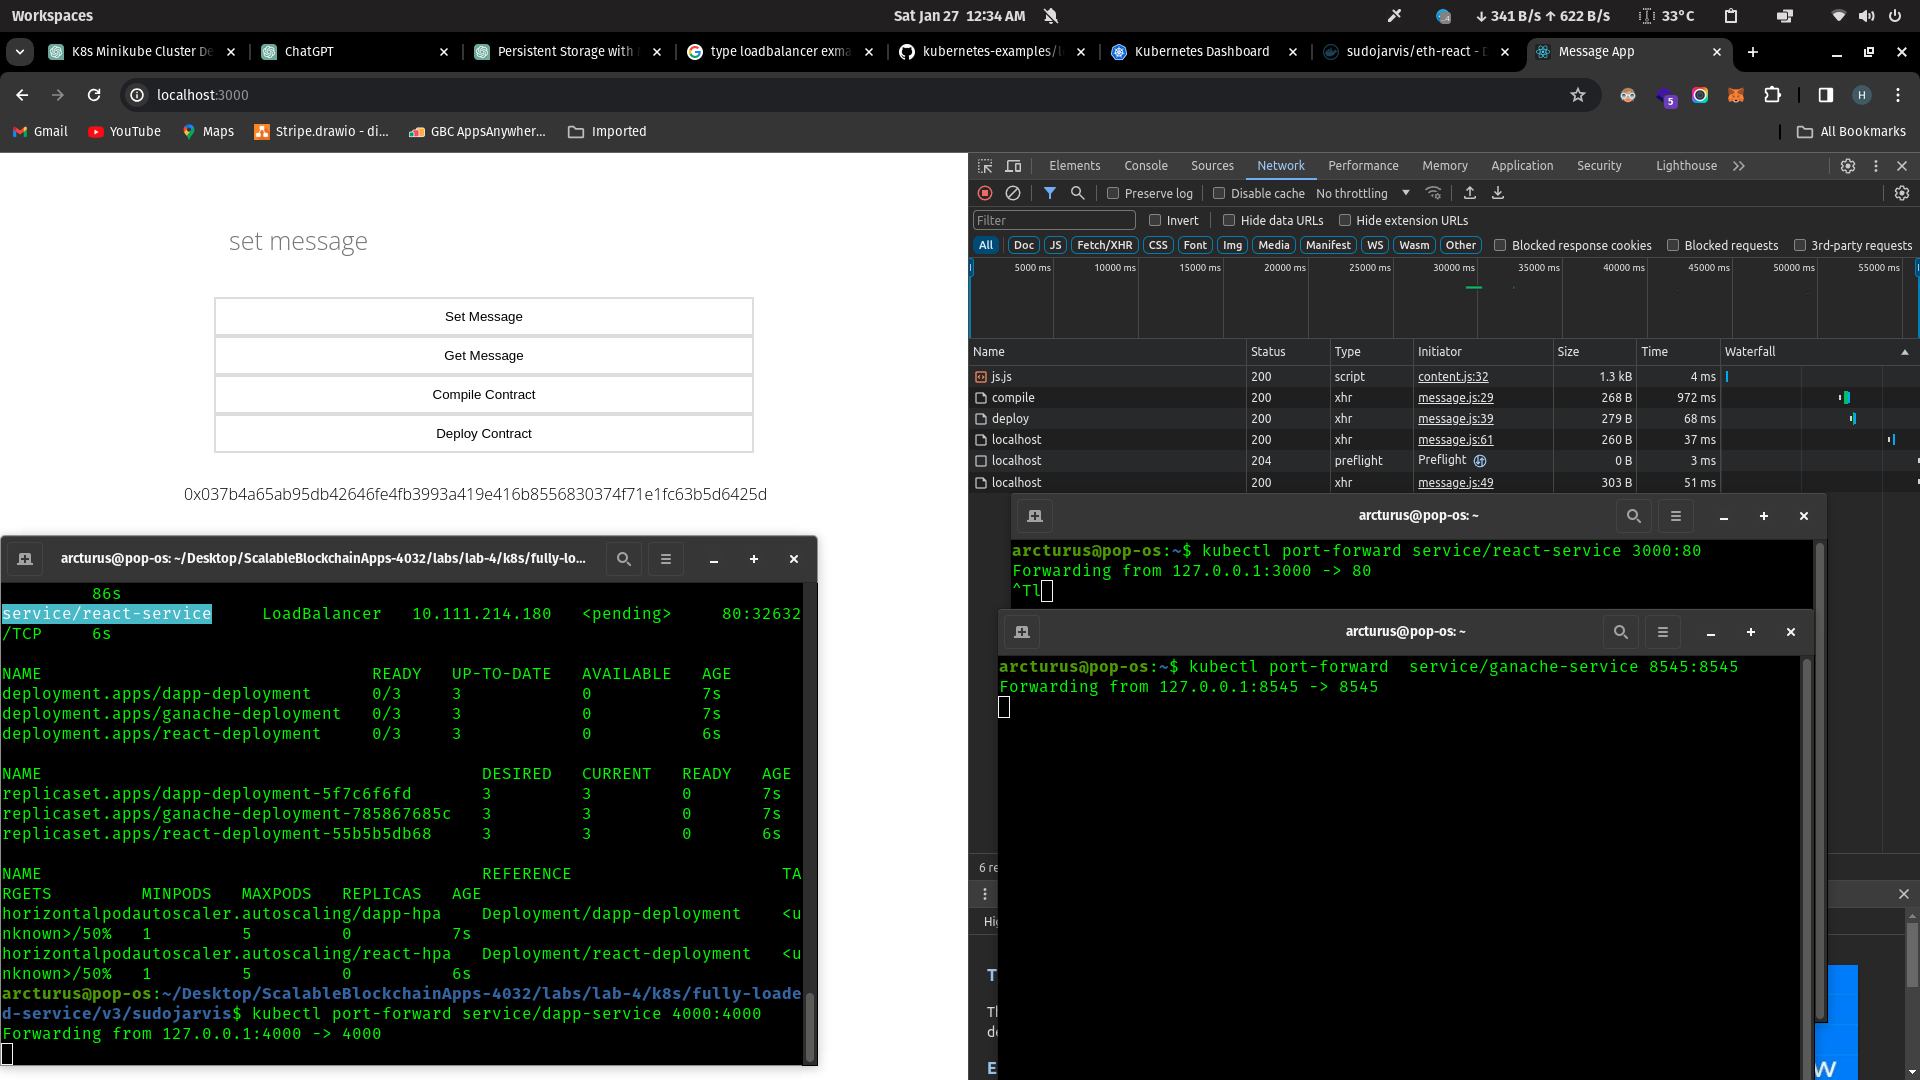 Workspaces
Sat Jan 27 12:34 AM
↓ 341 B/s ↑ 622 B/s
33°C
K8s Minikube Cluster De
ChatGPT
Persistent Storage with
type loadbalancer exma
kubernetes-examples/l
Kubernetes Dashboard
sudojarvis/eth-react - D
Message App
localhost:3000
5
H
Gmail
YouTube
Maps
Stripe.drawio - di...
GBC AppsAnywher...
Imported
All Bookmarks
set message
Set Message
Get Message
Compile Contract
Deploy Contract
0x037b4a65ab95db42646fe4fb3993a419e416b8556830374f71e1fc63b5d6425d
Elements Console Sources Network Performance Memory Application Security Lighthouse
Preserve log Disable cache No throttling
Filter Invert Hide data URLs Hide extension URLs
All Doc JS Fetch/XHR CSS Font Img Media Manifest WS Wasm Other Blocked response cookies Blocked requests 3rd-party requests
5000 ms 10000 ms 15000 ms 20000 ms 25000 ms 30000 ms 35000 ms 40000 ms 45000 ms 50000 ms 55000 ms
Name Status Type Initiator Size Time Waterfall
js.js 200 script content.js:32 1.3 kB 4 ms
compile 200 xhr message.js:29 268 B 972 ms
deploy 200 xhr message.js:39 279 B 68 ms
localhost 200 xhr message.js:61 260 B 37 ms
localhost 204 preflight Preflight 0 B 3 ms
localhost 200 xhr message.js:49 303 B 51 ms
arcturus@pop-os: ~
arcturus@pop-os:~$ kubectl port-forward service/react-service 3000:80
Forwarding from 127.0.0.1:3000 -> 80
^Tl
arcturus@pop-os: ~
arcturus@pop-os:~$ kubectl port-forward  service/ganache-service 8545:8545
Forwarding from 127.0.0.1:8545 -> 8545
arcturus@pop-os: ~/Desktop/ScalableBlockchainApps-4032/labs/lab-4/k8s/fully-lo...
86s
service/react-service LoadBalancer 10.111.214.180 <pending> 80:32632
/TCP 6s
NAME READY UP-TO-DATE AVAILABLE AGE
deployment.apps/dapp-deployment 0/3 3 0 7s
deployment.apps/ganache-deployment 0/3 3 0 7s
deployment.apps/react-deployment 0/3 3 0 6s
NAME DESIRED CURRENT READY AGE
replicaset.apps/dapp-deployment-5f7c6f6fd 3 3 0 7s
replicaset.apps/ganache-deployment-785867685c 3 3 0 7s
replicaset.apps/react-deployment-55b5b5db68 3 3 0 6s
NAME REFERENCE TA
RGETS MINPODS MAXPODS REPLICAS AGE
horizontalpodautoscaler.autoscaling/dapp-hpa Deployment/dapp-deployment <u
nknown>/50% 1 5 0 7s
horizontalpodautoscaler.autoscaling/react-hpa Deployment/react-deployment <u
nknown>/50% 1 5 0 6s
arcturus@pop-os:~/Desktop/ScalableBlockchainApps-4032/labs/lab-4/k8s/fully-loade
d-service/v3/sudojarvis$ kubectl port-forward service/dapp-service 4000:4000
Forwarding from 127.0.0.1:4000 -> 4000
6 re